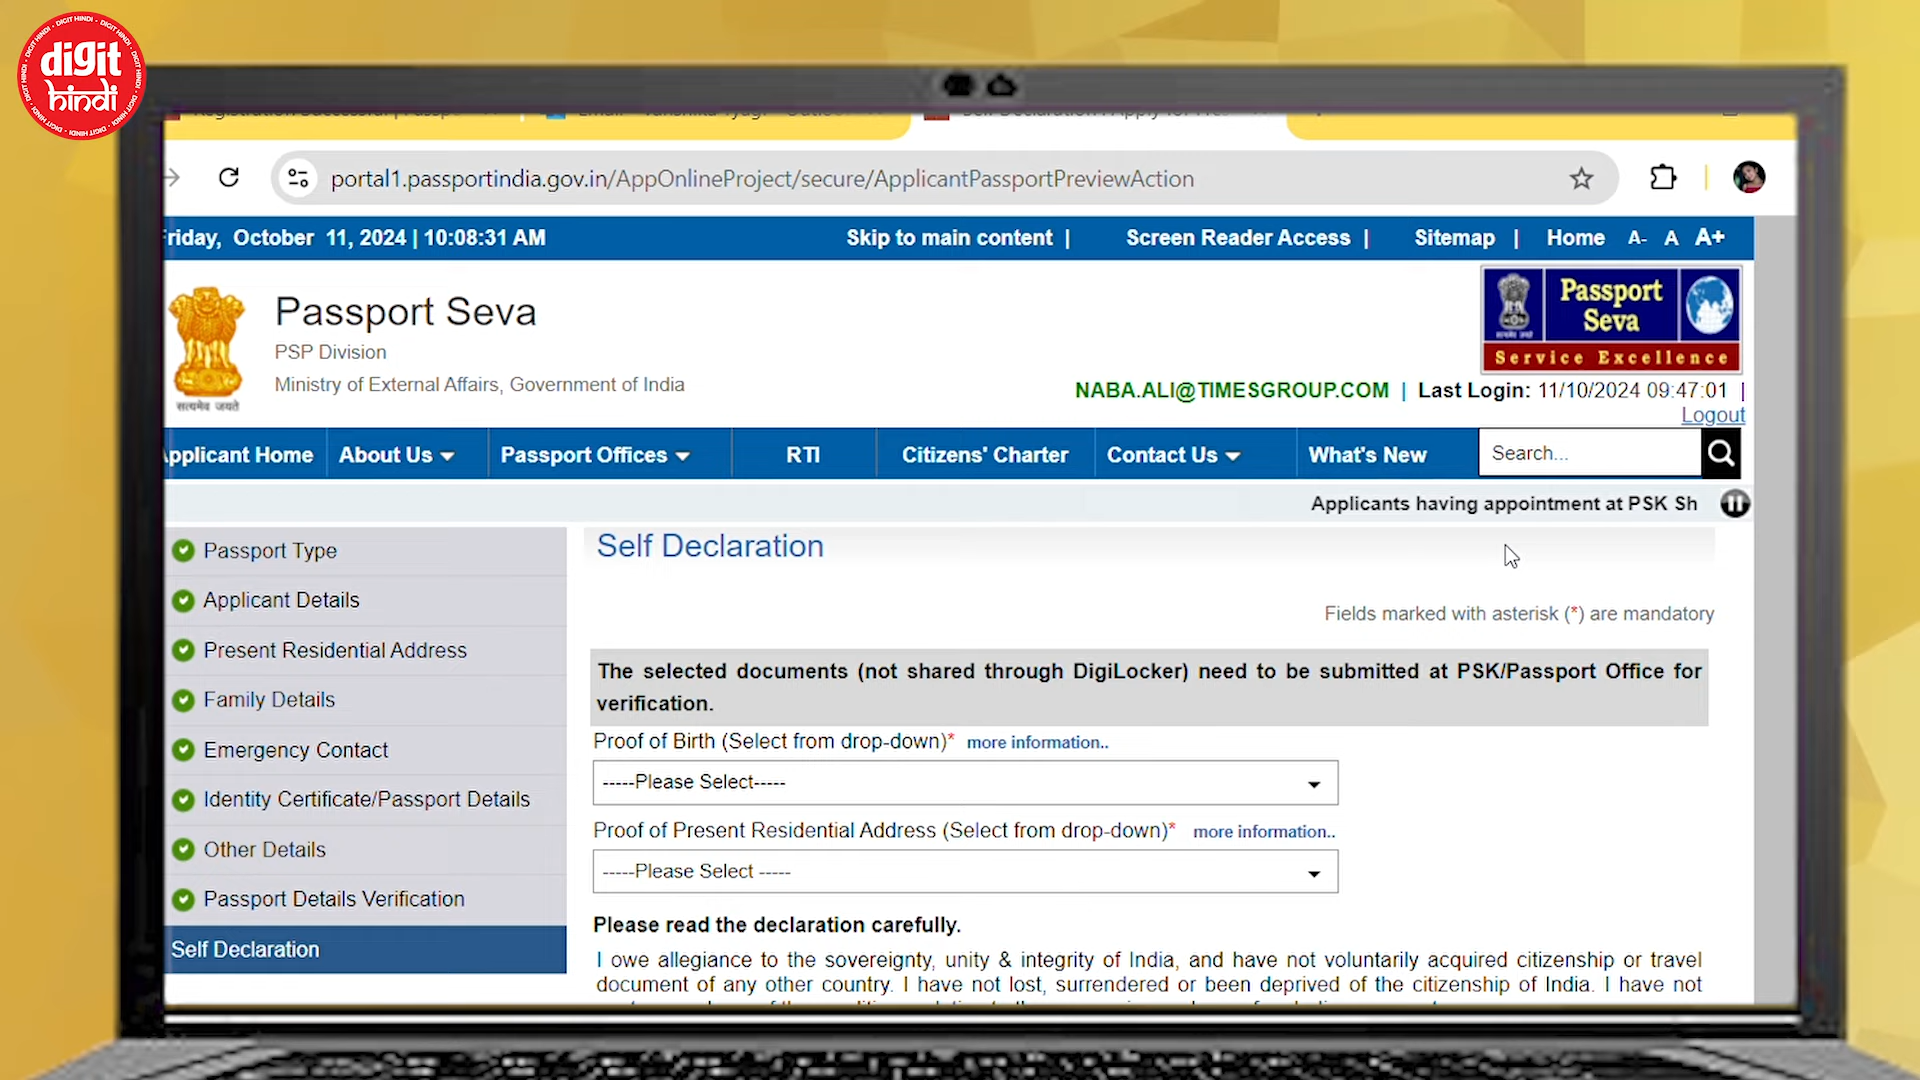 digit
hindi
portal1.passportindia.gov.in/AppOnlineProject/secure/ApplicantPassportPreviewAction
riday, October 11, 2024 | 10:08:31 AM
Skip to main content |
Screen Reader Access |
Sitemap |
Home
A- A A+
Passport Seva
PSP Division
Ministry of External Affairs, Government of India
सत्यमेव जयते
Passport
Seva
Service Excellence
NABA.ALI@TIMESGROUP.COM | Last Login: 11/10/2024 09:47:01 |
Logout
pplicant Home
About Us
Passport Offices
RTI
Citizens' Charter
Contact Us
What's New
Search...
Applicants having appointment at PSK Sh
Passport Type
Applicant Details
Present Residential Address
Family Details
Emergency Contact
Identity Certificate/Passport Details
Other Details
Passport Details Verification
Self Declaration
Self Declaration
Fields marked with asterisk (*) are mandatory
The selected documents (not shared through DigiLocker) need to be submitted at PSK/Passport Office for
verification.
Proof of Birth (Select from drop-down)* more information..
-----Please Select-----
Proof of Present Residential Address (Select from drop-down)* more information..
-----Please Select -----
Please read the declaration carefully.
I owe allegiance to the sovereignty, unity & integrity of India, and have not voluntarily acquired citizenship or travel
document of any other country. I have not lost, surrendered or been deprived of the citizenship of India. I have not